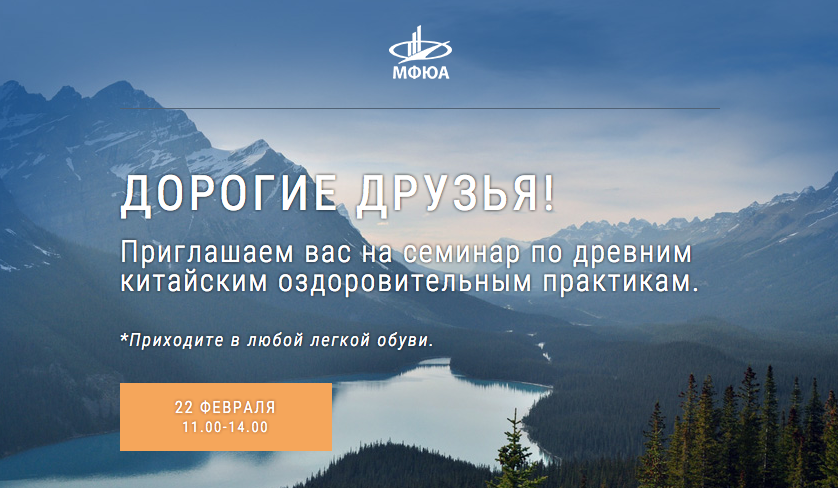 МФЮА
ДОРОГИЕ ДРУЗЬЯ!
Приглашаем вас на семинар по древним
китайским оздоровительным практикам.
*Приходите в любой легкой обуви.
22 ФЕВРАЛЯ
11.00-14.00